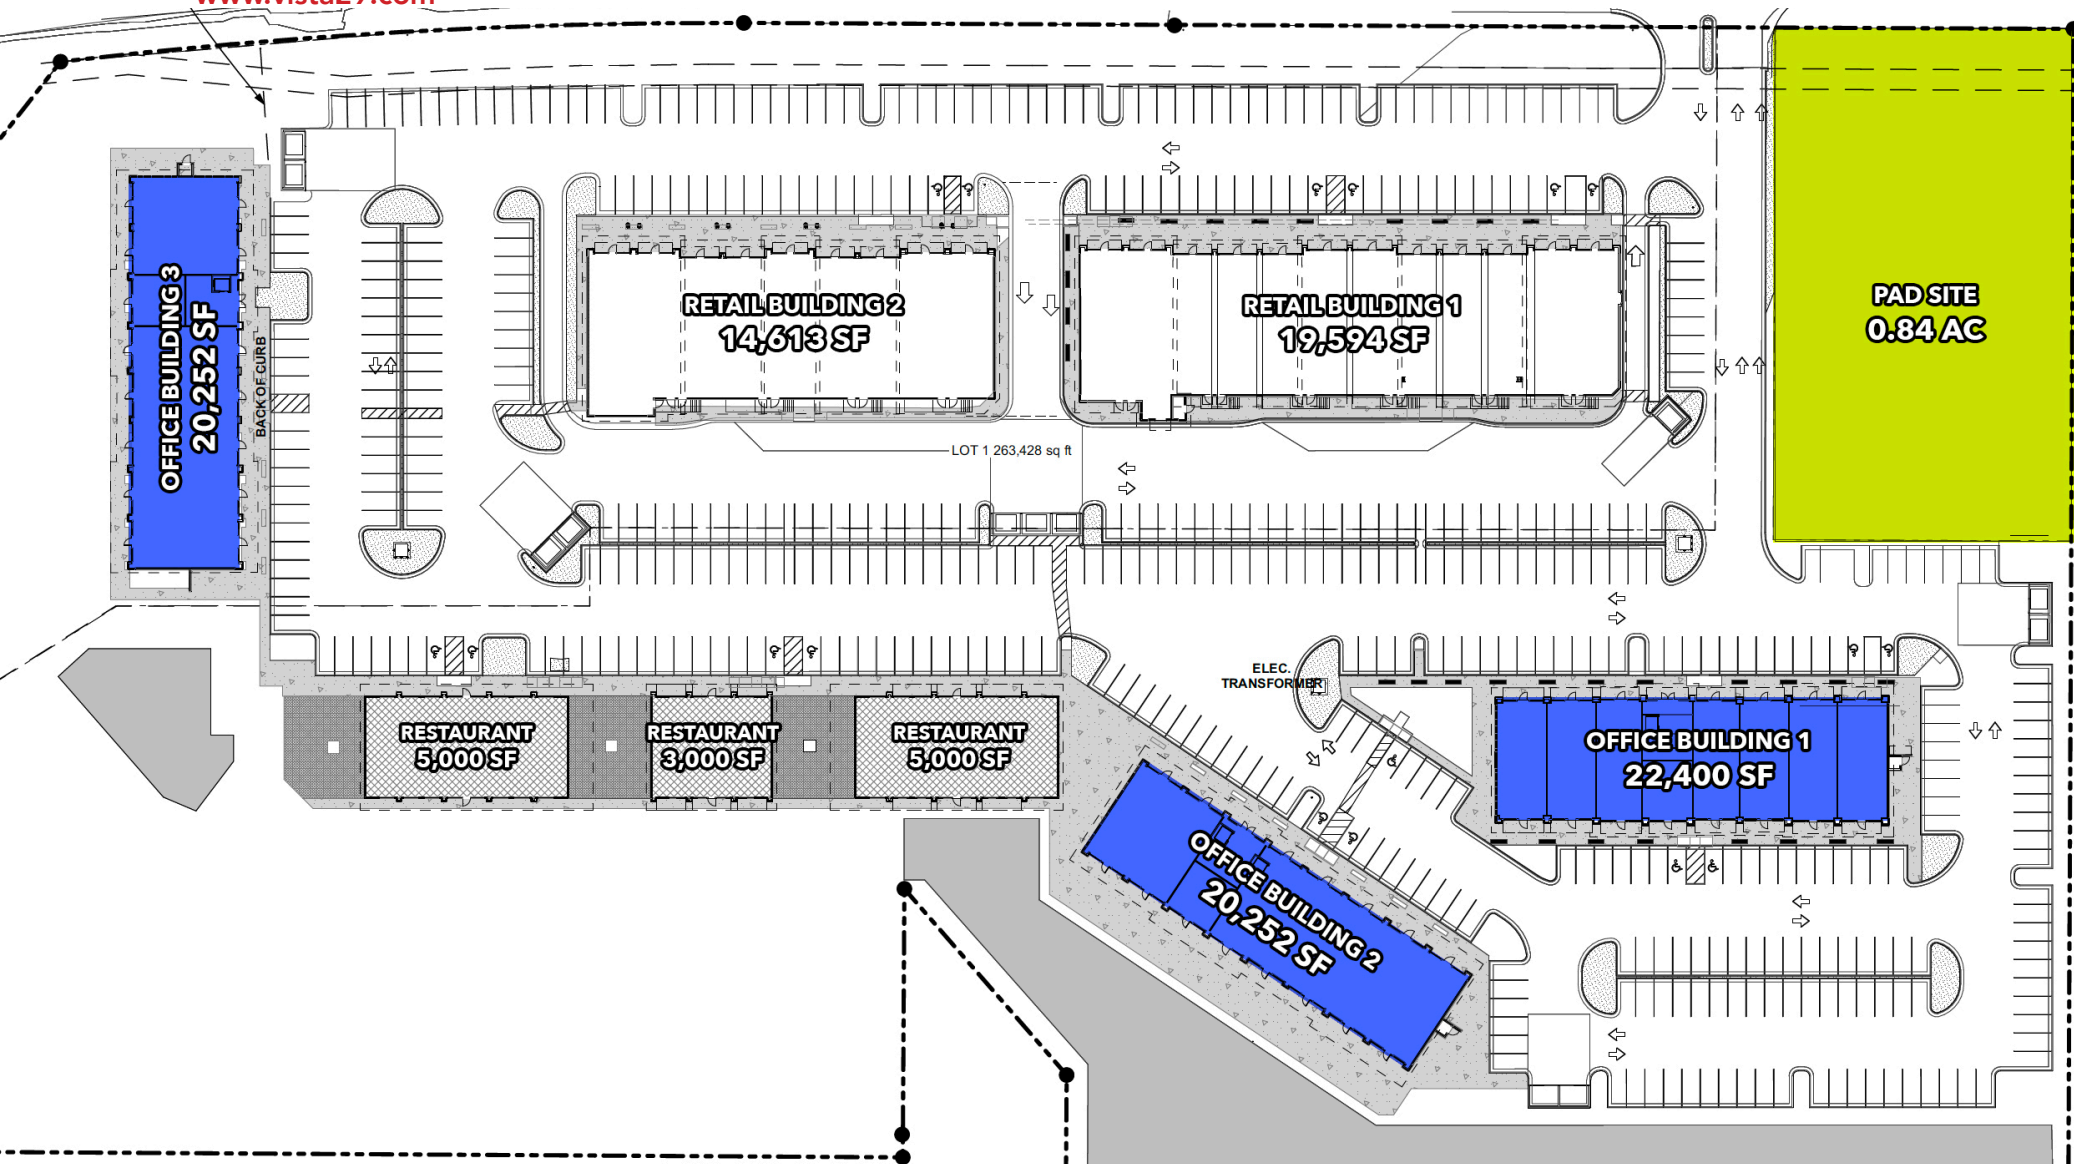 www.vista29.com
OFFICE BUILDING 3
20,252 SF
BACK OF CURB
RETAIL BUILDING 2
14,613 SF
RETAIL BUILDING 1
19,594 SF
PAD SITE
0.84 AC
LOT 1 263,428 sq ft
ELEC.
TRANSFORMER
RESTAURANT
5,000 SF
RESTAURANT
3,000 SF
RESTAURANT
5,000 SF
OFFICE BUILDING 1
22,400 SF
OFFICE BUILDING 2
20,252 SF